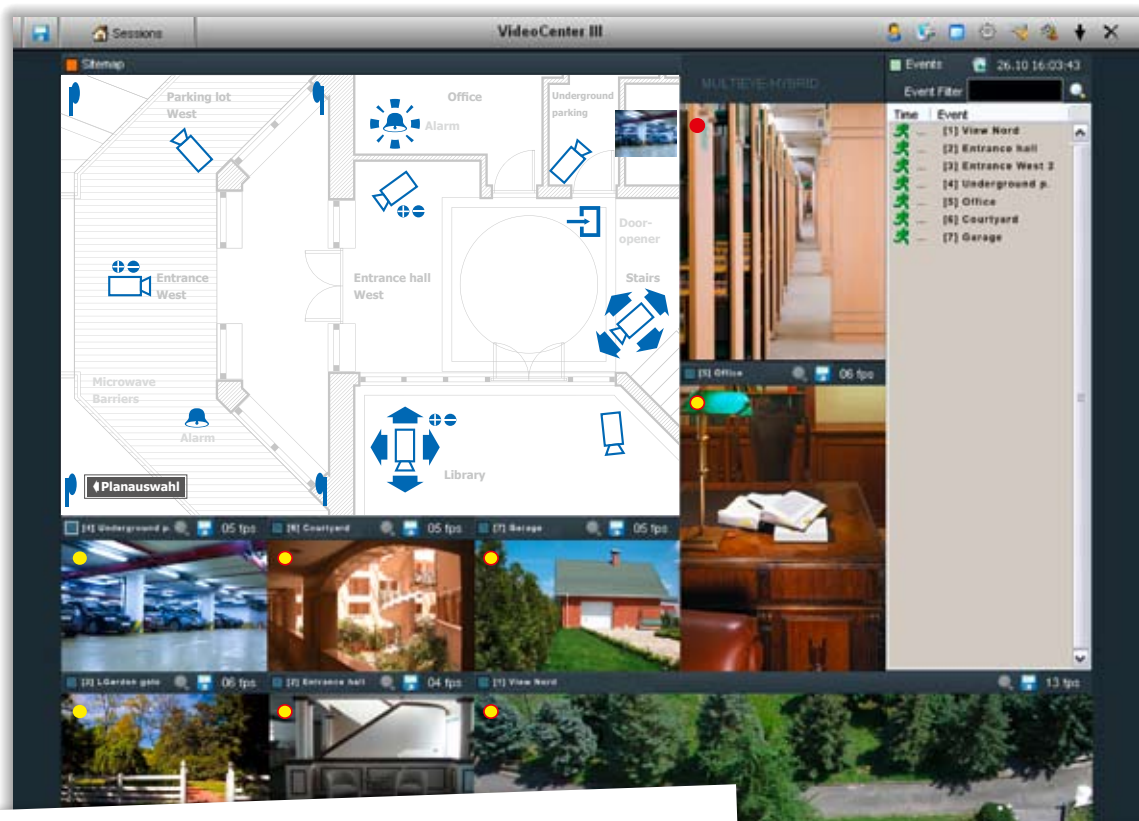 Sessions
VideoCenter III
Sitemap
MULTIEYE-HYBRID
Events
26.10 16:03:43
Event Filter
Time
Event
... [1] View Nord
... [2] Entrance hall
... [3] Entrance West 2
... [4] Underground p.
... [5] Office
... [6] Courtyard
... [7] Garage
Parking lot
West
Office
Alarm
Underground
parking
Door-
opener
Entrance
West
Entrance hall
West
Stairs
Microwave
Barriers
Alarm
Library
Planauswahl
[5] Office
06 fps
[4] Underground p.
05 fps
[6] Courtyard
05 fps
[7] Garage
05 fps
[3] LGarden gate
06 fps
[2] Entrance hall
04 fps
[1] View Nord
13 fps